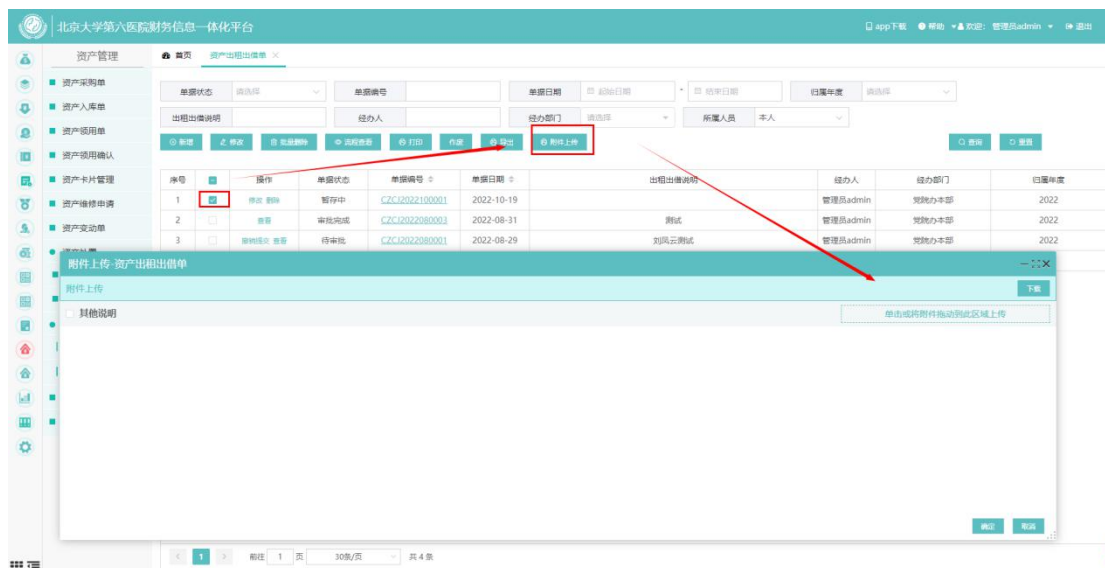 北京大学第六医院财务信息一体化平台
app下载 帮助 欢迎: 管理员admin 退出
资产管理 首页 资产出租出借单
资产采购单
资产入库单
资产领用单
资产领用确认
资产卡片管理
资产维修申请
资产变动单
单据状态 请选择 单据编号 单据日期 起始日期 - 结束日期 归属年度 请选择
出租出借说明 经办人 经办部门 请选择 所属人员 本人
新增 修改 批量删除 流程查看 打印 作废 导出 附件上传 查询 重置
序号 操作 单据状态 单据编号 单据日期 出租出借说明 经办人 经办部门 归属年度
1 修改 删除 暂存中 CZCJ2022100001 2022-10-19 管理员admin 党院办本部 2022
2 查看 审批完成 CZCJ2022080003 2022-08-31 测试 管理员admin 党院办本部 2022
3 撤销提交 查看 待审批 CZCJ2022080001 2022-08-29 刘凤云测试 管理员admin 党院办本部 2022
附件上传-资产出租出借单
附件上传 下载
其他说明 单击或将附件拖动到此区域上传
确定 取消
1 前往 1 页 30条/页 共 4 条